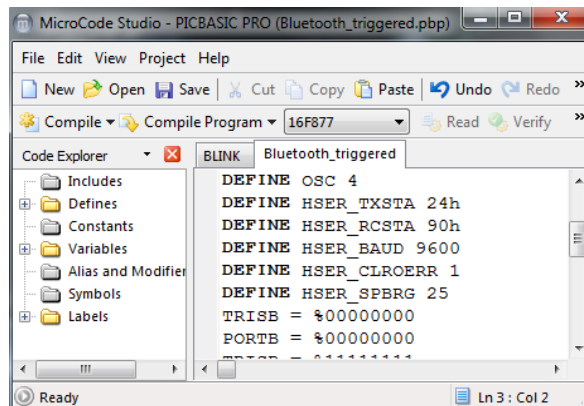 MicroCode Studio - PICBASIC PRO (Bluetooth_triggered.pbp)
File Edit View Project Help
New Open Save Cut Copy Paste Undo Redo »
Compile Compile Program 16F877 Read Verify »
Code Explorer
BLINK Bluetooth_triggered
Includes
Defines
Constants
Variables
Alias and Modifier
Symbols
Labels
DEFINE OSC 4
DEFINE HSER_TXSTA 24h
DEFINE HSER_RCSTA 90h
DEFINE HSER_BAUD 9600
DEFINE HSER_CLROERR 1
DEFINE HSER_SPBRG 25
TRISB = %00000000
PORTB = %00000000
TRISD = %11111111
Ready Ln 3 : Col 2